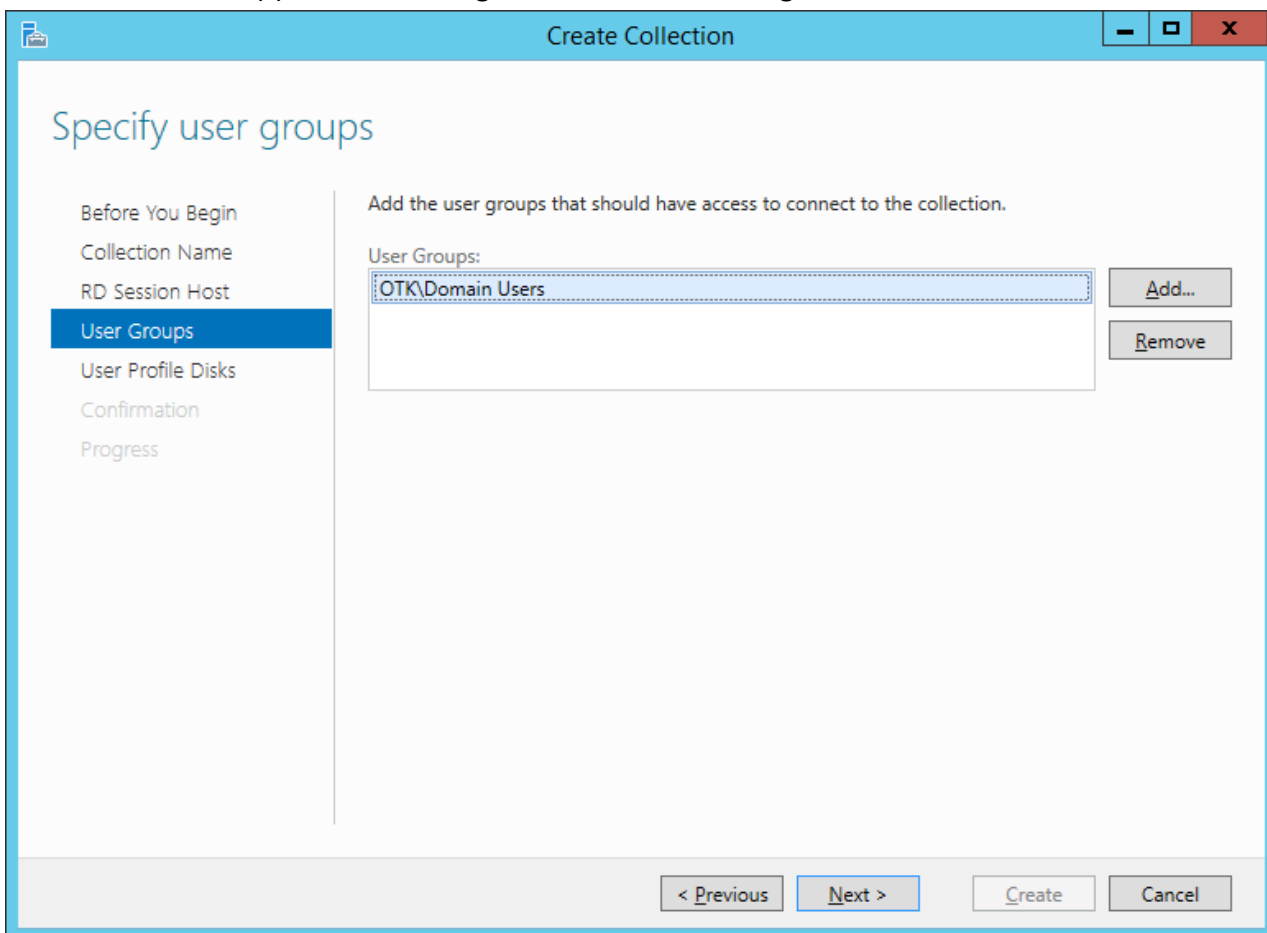 Create Collection
Specify user groups
Before You Begin
Collection Name
RD Session Host
User Groups
User Profile Disks
Confirmation
Progress
Add the user groups that should have access to connect to the collection.
User Groups:
OTK\Domain Users
Add...
Remove
< Previous
Next >
Create
Cancel